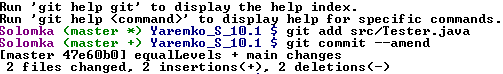 Run 'git help git' to display the help index.
Run 'git help <command>' to display help for specific commands.
Solomka (master *) Yaremko_S_10.1 $ git add src/Tester.java
Solomka (master +) Yaremko_S_10.1 $ git commit --amend
[master 47e60b0] equalLevels + main changes
 2 files changed, 2 insertions(+), 2 deletions(-)